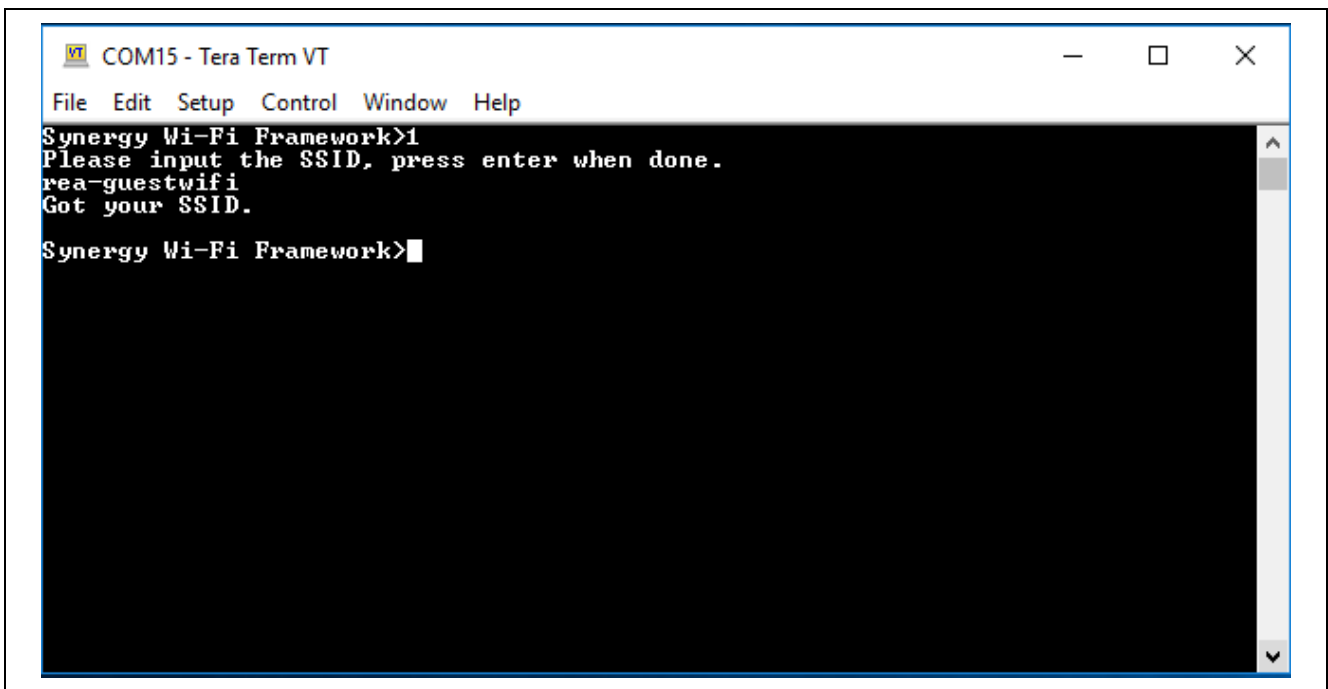 COM15 - Tera Term VT
File Edit Setup Control Window Help
Synergy Wi-Fi Framework>1
Please input the SSID, press enter when done.
rea-guestwifi
Got your SSID.
Synergy Wi-Fi Framework>